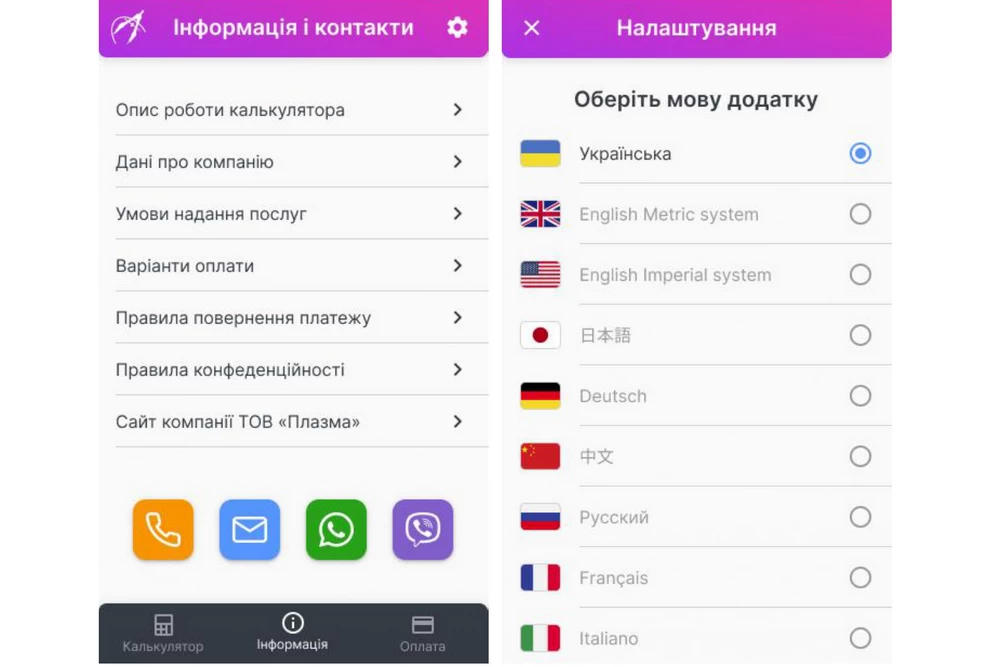 Інформація і контакти
Опис роботи калькулятора
Дані про компанію
Умови надання послуг
Варіанти оплати
Правила повернення платежу
Правила конфеденційності
Сайт компанії ТОВ «Плазма»
Калькулятор
Інформація
Оплата
Налаштування
Оберіть мову додатку
Українська
English Metric system
English Imperial system
日本語
Deutsch
中文
Русский
Français
Italiano